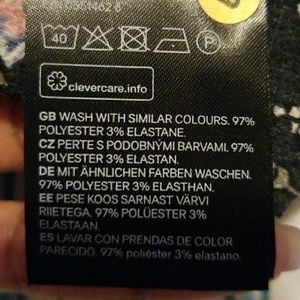 40 P
clevercare.info
GB WASH WITH SIMILAR COLOURS. 97%
POLYESTER 3% ELASTANE.
CZ PERTE S PODOBNÝMI BARVAMI. 97%
POLYESTER 3% ELASTAN.
DE MIT ÄHNLICHEN FARBEN WASCHEN.
97% POLYESTER 3% ELASTHAN.
EE PESE KOOS SARNAST VÄRVI
RIIETEGA. 97% POLÜESTER 3%
ELASTAAN.
ES LAVAR CON PRENDAS DE COLOR
PARECIDO. 97% poliéster 3% elastano.